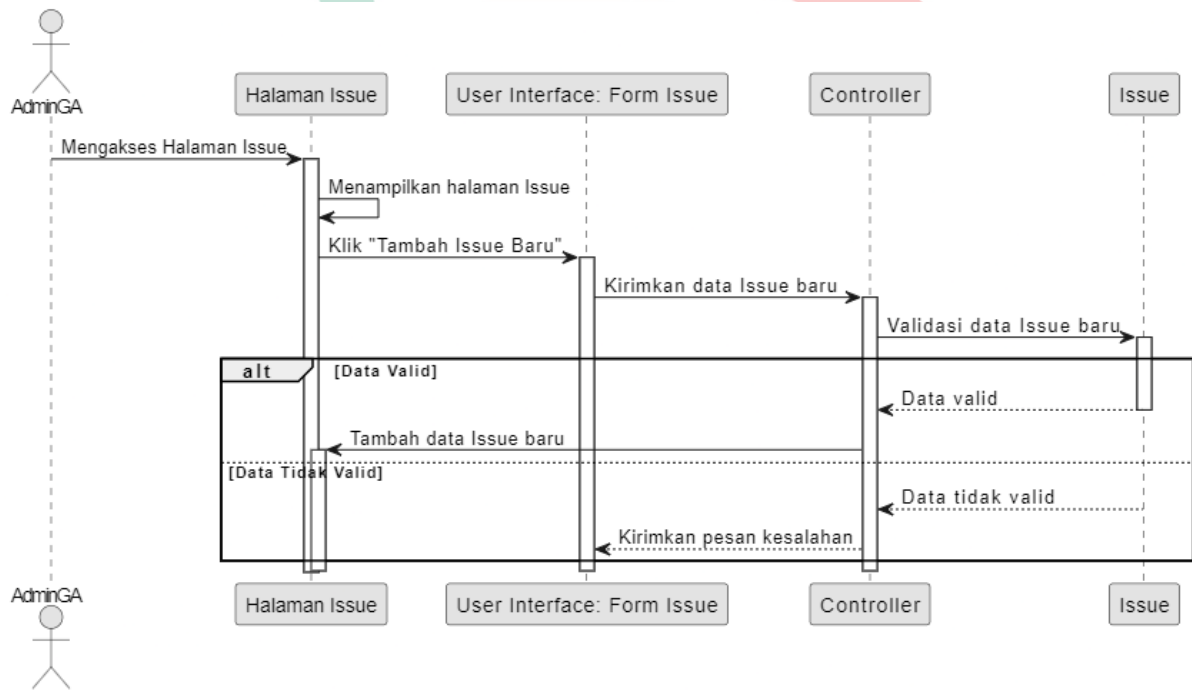 AdminGA
Halaman Issue
User Interface: Form Issue
Controller
Issue
Mengakses Halaman Issue
Menampilkan halaman Issue
Klik "Tambah Issue Baru"
Kirimkan data Issue baru
Validasi data Issue baru
alt [Data Valid]
Data valid
Tambah data Issue baru
[Data Tidak Valid]
Data tidak valid
Kirimkan pesan kesalahan
AdminGA
Halaman Issue
User Interface: Form Issue
Controller
Issue